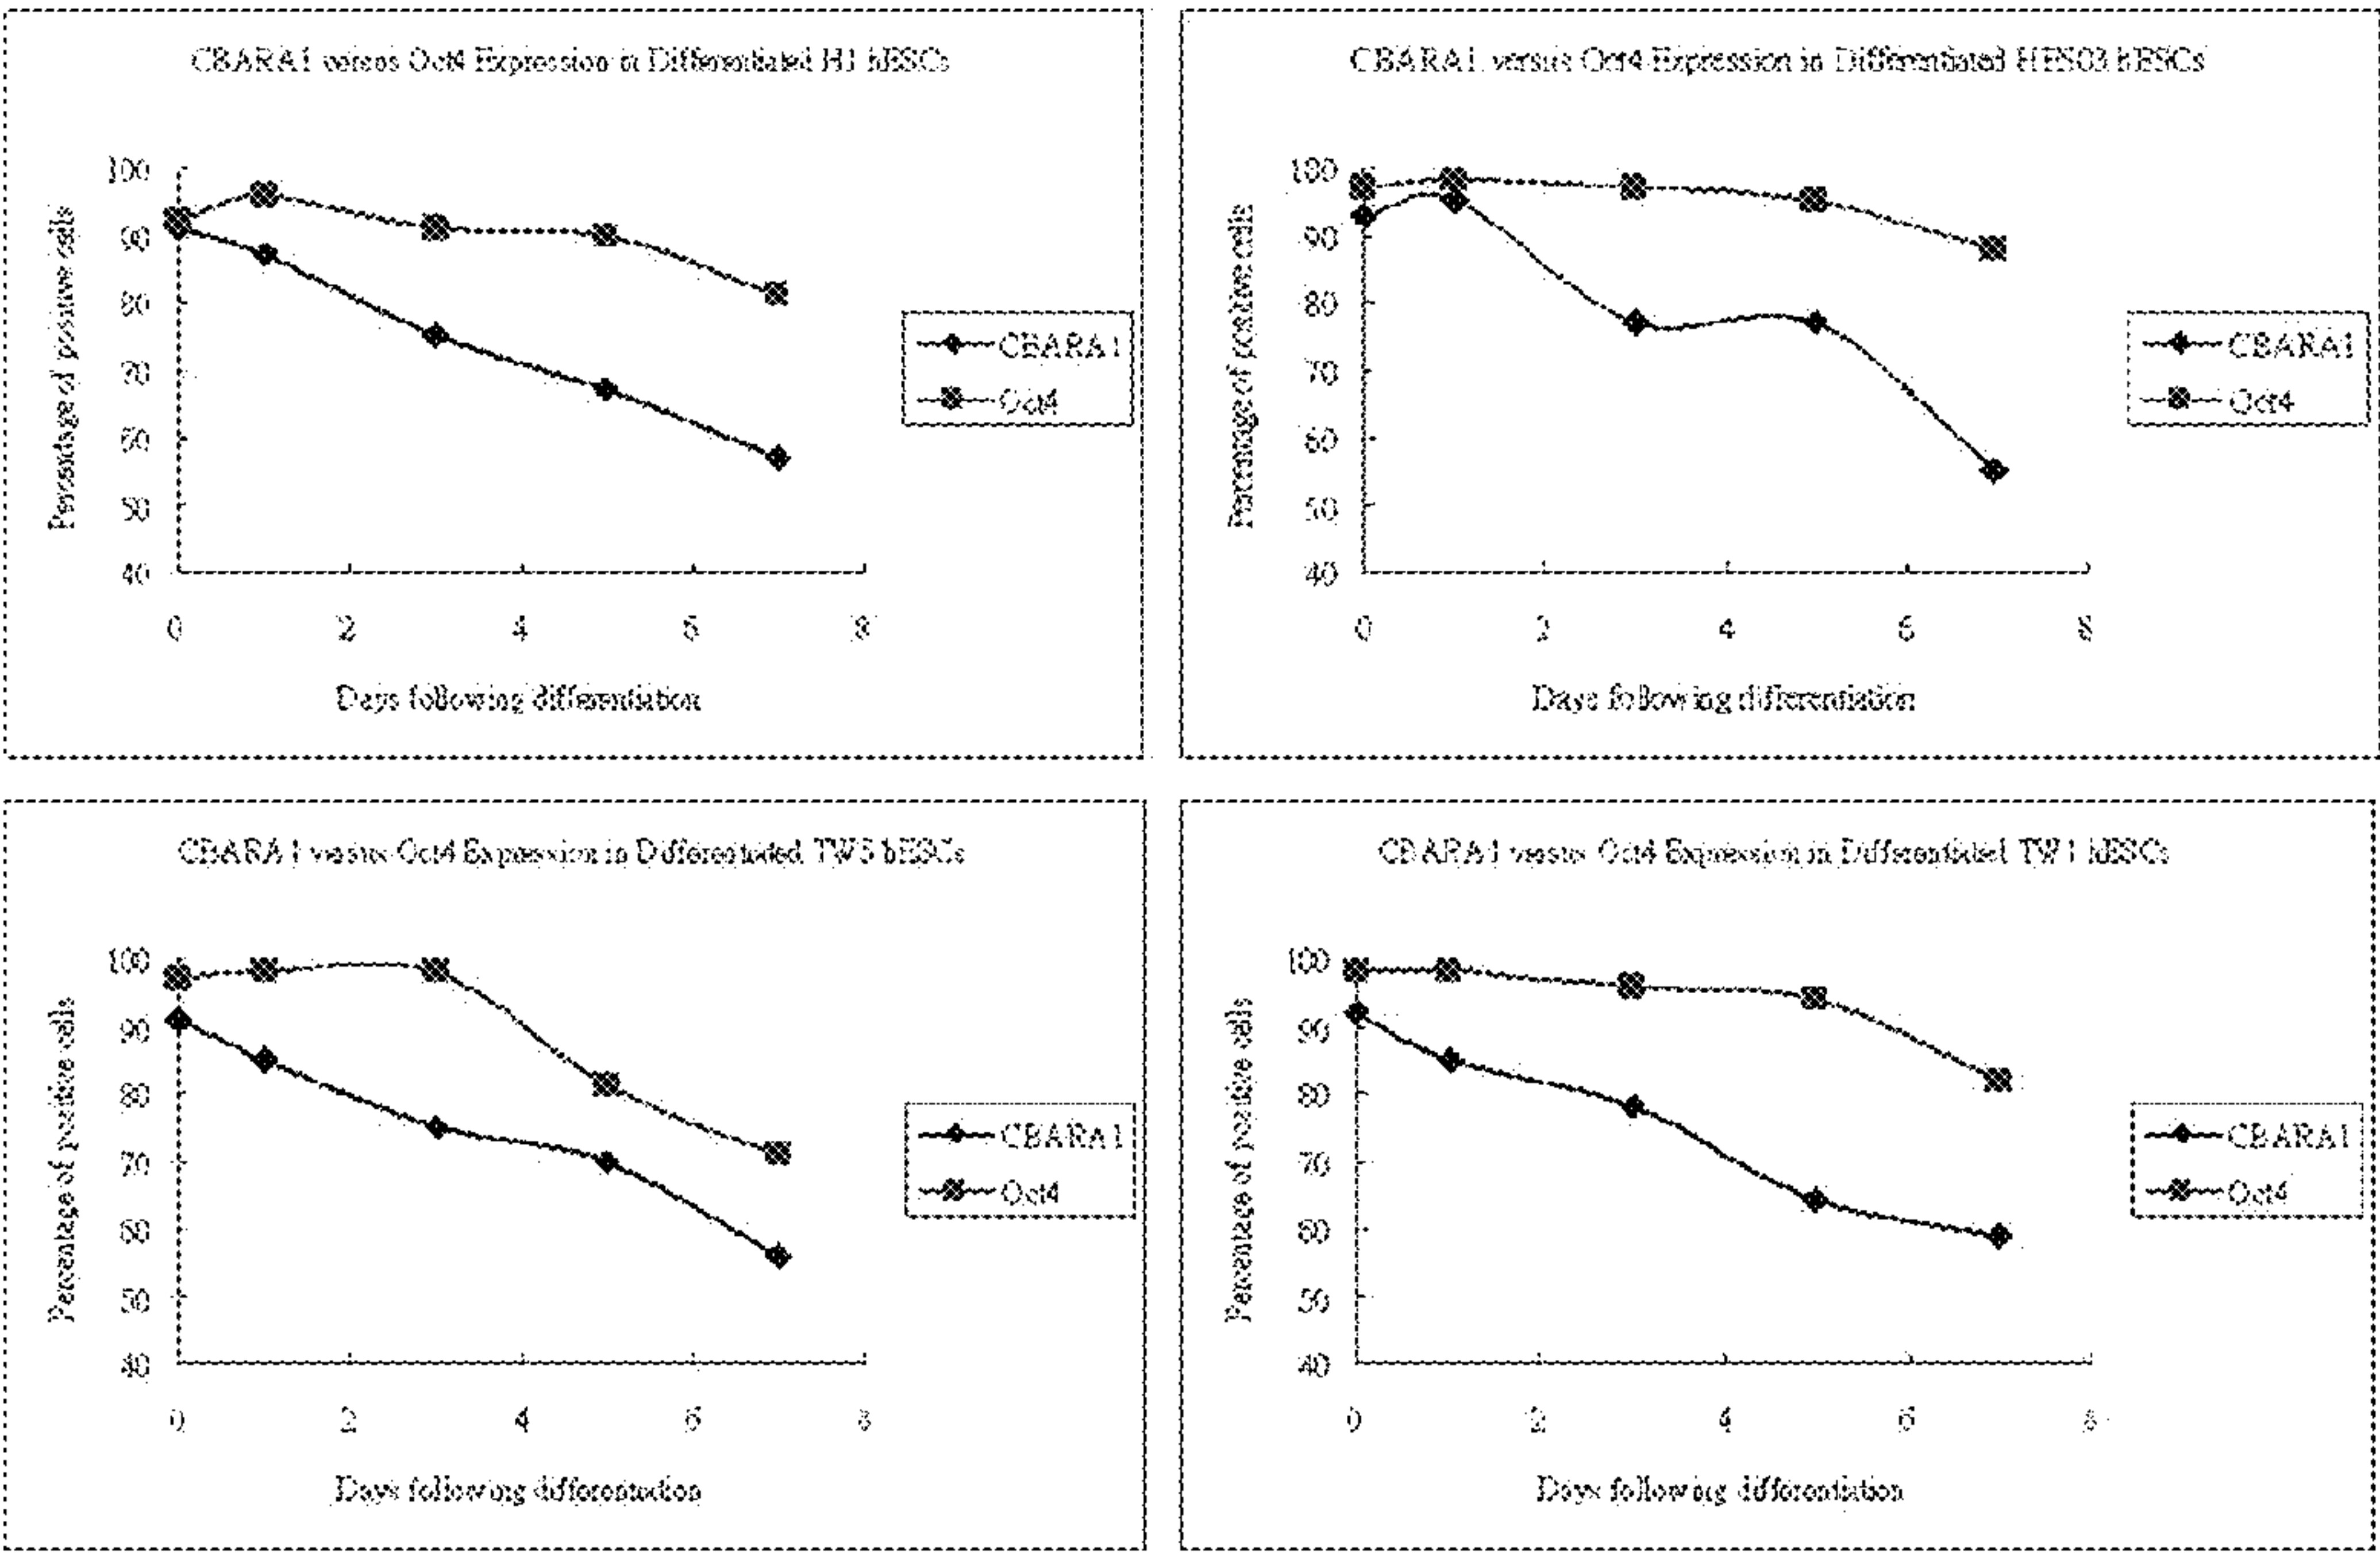 CBARA1 versus Oct4 Expression in Differentiated H1 hESCs
Percentage of positive cells
100
90
80
70
60
50
40
0 2 4 6 8
Days following differentiation
CBARA1
Oct4
CBARA1 versus Oct4 Expression in Differentiated HES03 hESCs
Percentage of positive cells
100
90
80
70
60
50
40
0 2 4 6 8
Days following differentiation
CBARA1
Oct4
CBARA1 versus Oct4 Expression in Differentiated hESCs
Percentage of positive cells
100
90
80
70
60
50
40
0 2 4 6 8
Days following differentiation
CBARA1
Oct4
CBARA1 versus Oct4 Expression in Differentiated TW1 hESCs
Percentage of positive cells
100
90
80
70
60
50
40
0 2 4 6 8
Days following differentiation
CBARA1
Oct4